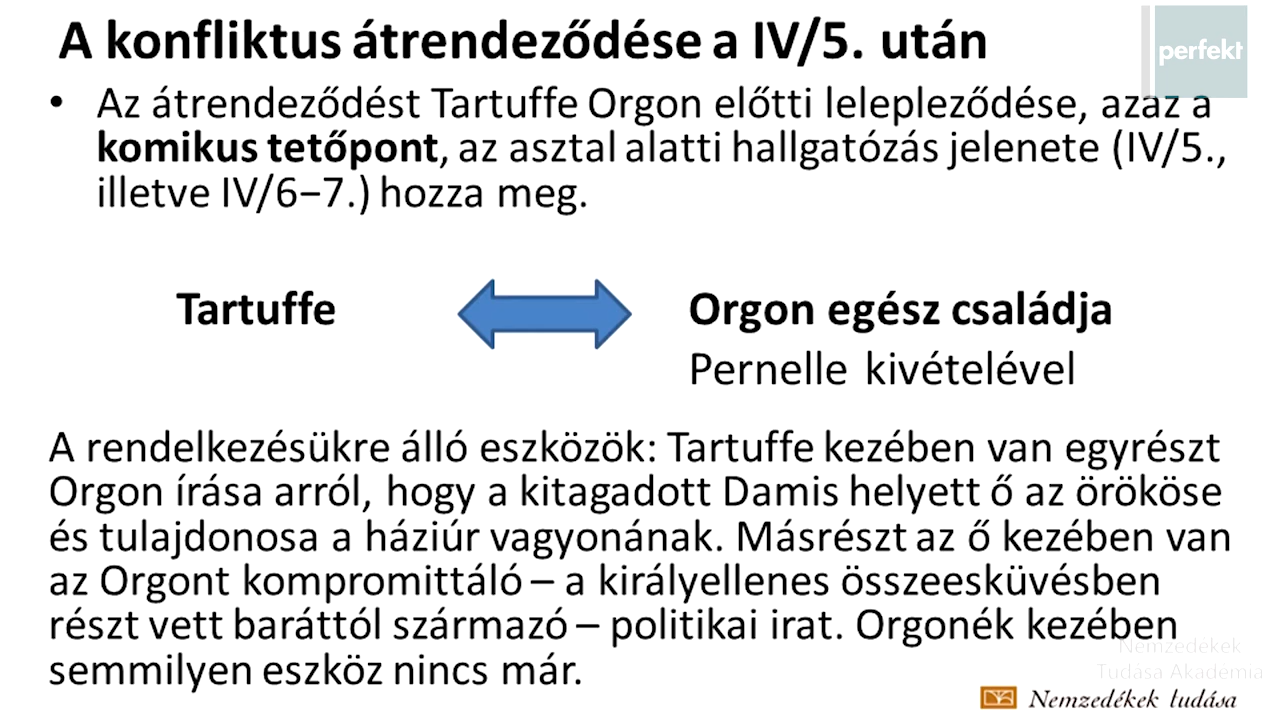 A konfliktus átrendeződése a IV/5. után
perfekt
• Az átrendeződést Tartuffe Orgon előtti lelepleződése, azaz a
komikus tetőpont, az asztal alatti hallgatózás jelenete (IV/5.,
illetve IV/6–7.) hozza meg.
Tartuffe
Orgon egész családja
Pernelle kivételével
A rendelkezésükre álló eszközök: Tartuffe kezében van egyrészt
Orgon írása arról, hogy a kitagadott Damis helyett ő az örököse
és tulajdonosa a háziúr vagyonának. Másrészt az ő kezében van
az Orgont kompromittáló – a királyellenes összeesküvésben
részt vett baráttól származó – politikai irat. Orgonék kezében
semmilyen eszköz nincs már.
Nemzedékek
Tudása Akadémia
Nemzedékek tudása